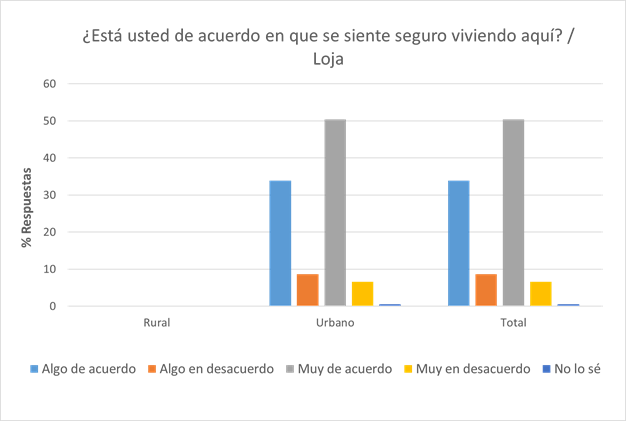 ¿Está usted de acuerdo en que se siente seguro viviendo aquí? /
Loja
60
50
40
30
20
10
0
% Respuestas
Rural
Urbano
Total
Algo de acuerdo
Algo en desacuerdo
Muy de acuerdo
Muy en desacuerdo
No lo sé